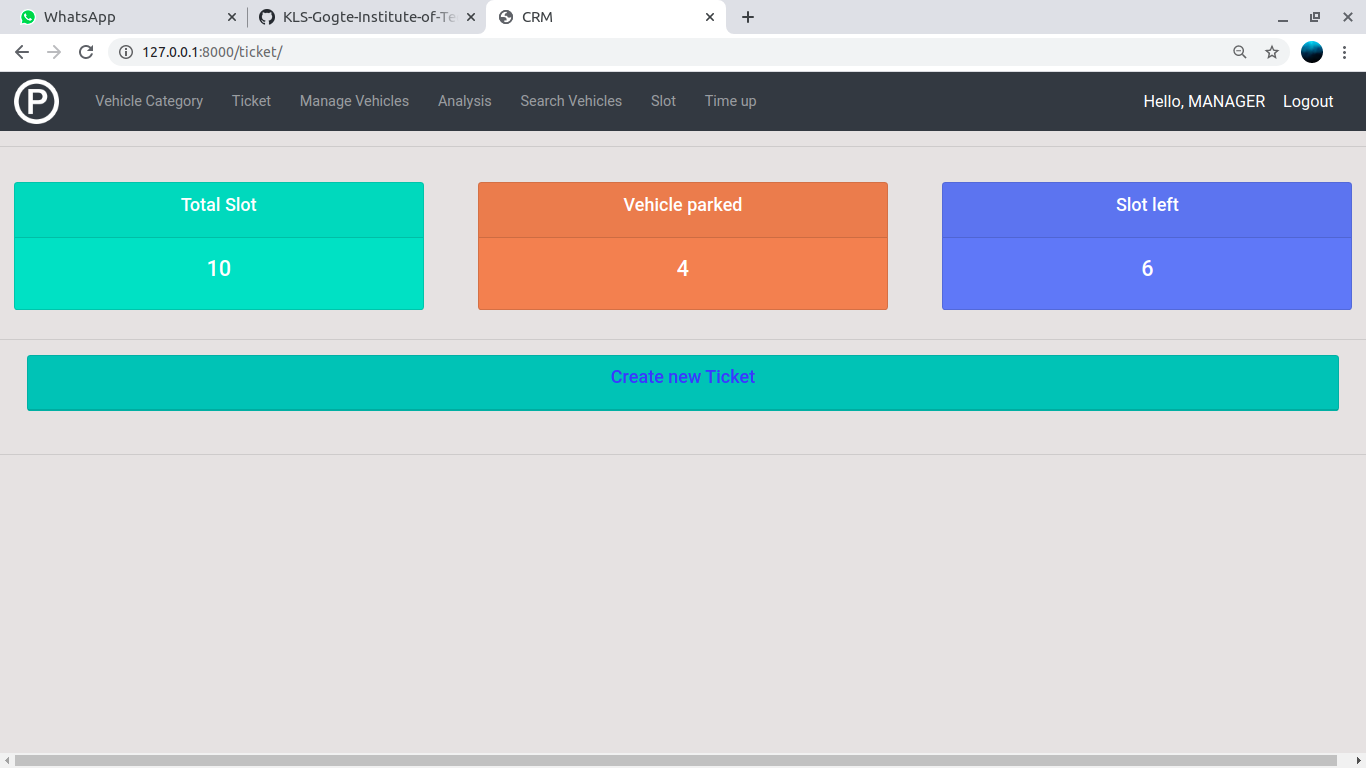 WhatsApp
KLS-Gogte-Institute-of-Te
CRM
127.0.0.1:8000/ticket/
P
Vehicle Category
Ticket
Manage Vehicles
Analysis
Search Vehicles
Slot
Time up
Hello, MANAGER
Logout
Total Slot
10
Vehicle parked
4
Slot left
6
Create new Ticket